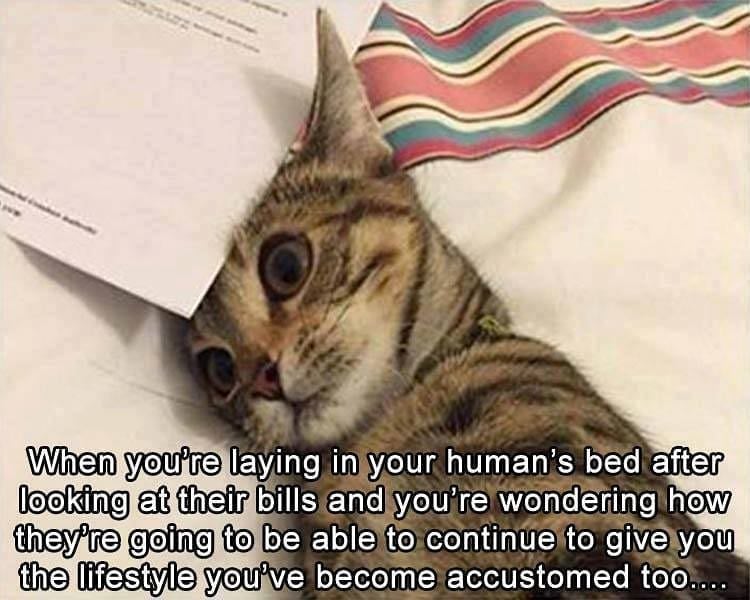 When you're laying in your human's bed after
looking at their bills and you're wondering how
they're going to be able to continue to give you
the lifestyle you've become accustomed too....